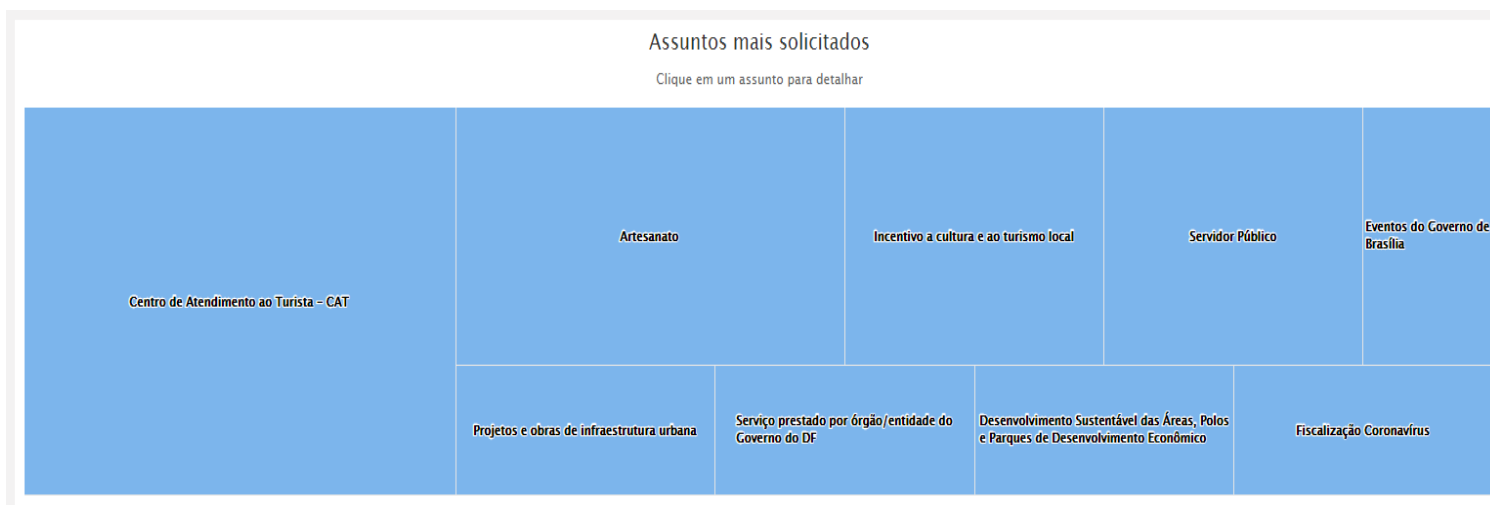 Assuntos mais solicitados
Clique em um assunto para detalhar
Centro de Atendimento ao Turista - CAT
Artesanato
Incentivo a cultura e ao turismo local
Servidor Público
Eventos do Governo de
Brasília
Projetos e obras de infraestrutura urbana
Serviço prestado por órgão/entidade do
Governo do DF
Desenvolvimento Sustentável das Áreas, Polos
e Parques de Desenvolvimento Econômico
Fiscalização Coronavírus